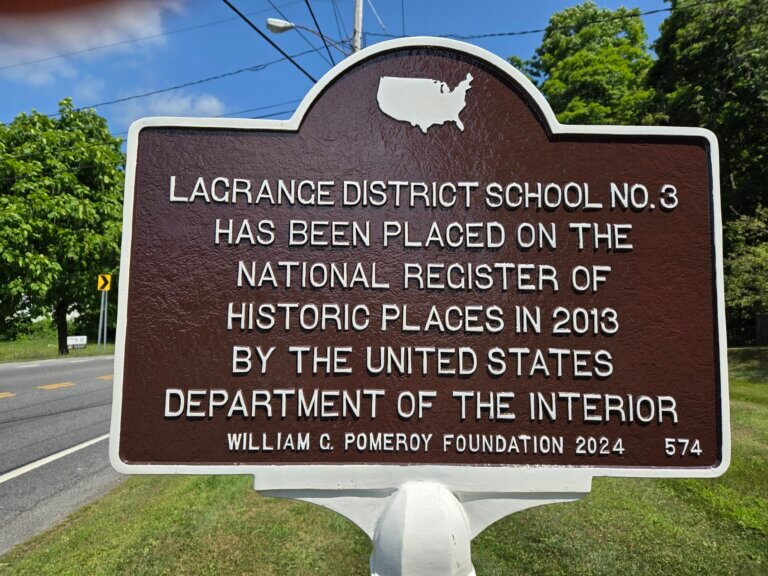 LAGRANGE DISTRICT SCHOOL NO. 3
HAS BEEN PLACED ON THE
NATIONAL REGISTER OF
HISTORIC PLACES IN 2013
BY THE UNITED STATES
DEPARTMENT OF THE INTERIOR
WILLIAM G. POMEROY FOUNDATION 2024 574